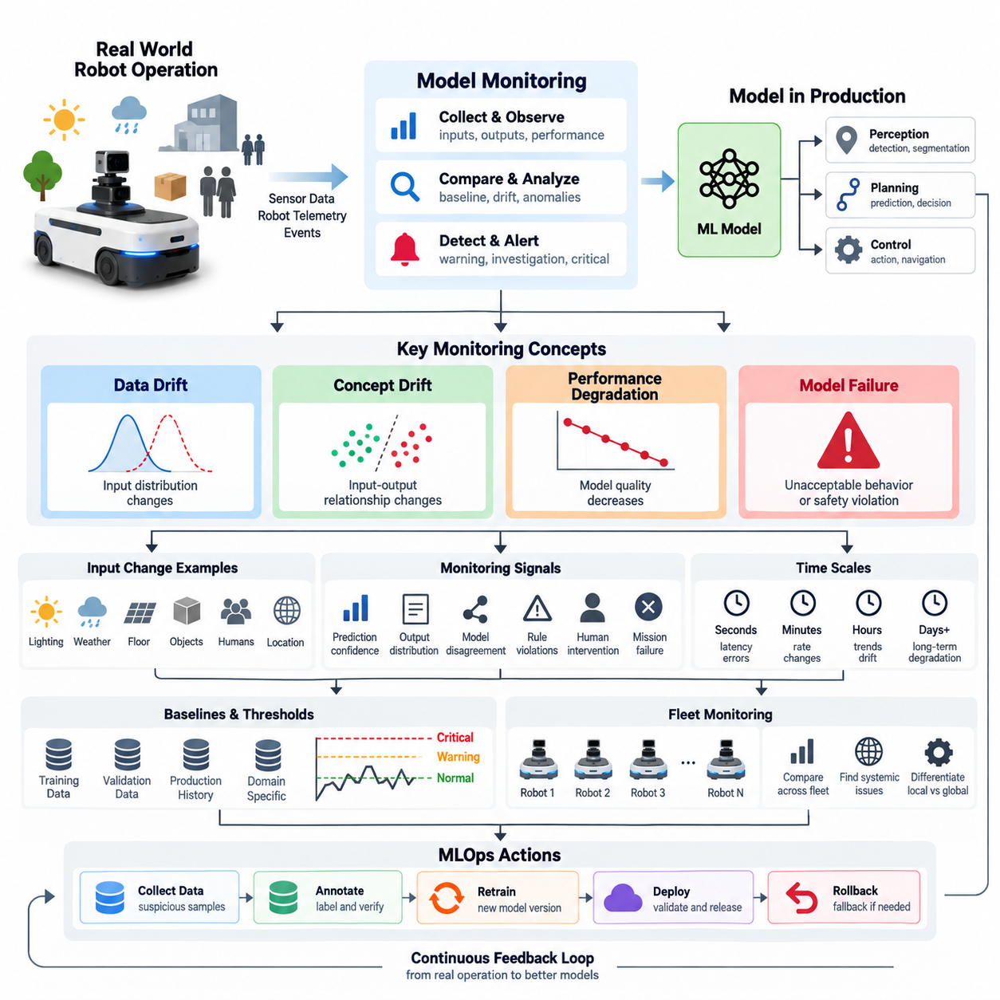 Real World
Robot Operation
Sensor Data
Robot Telemetry
Events
Model Monitoring
Collect & Observe
inputs, outputs, performance
Compare & Analyze
baseline, drift, anomalies
Detect & Alert
warning, investigation, critical
Model in Production
ML Model
Perception
detection, segmentation
Planning
prediction, decision
Control
action, navigation
Key Monitoring Concepts
Data Drift
Input distribution
changes
Concept Drift
Input-output
relationship changes
Performance
Degradation
Model quality
decreases
Model Failure
Unacceptable behavior
or safety violation
Input Change Examples
Lighting
Weather
Floor
Objects
Humans
Location
Monitoring Signals
Prediction
confidence
Output
distribution
Model
disagreement
Rule
violations
Human
intervention
Mission
failure
Time Scales
Seconds
latency
errors
Minutes
rate
changes
Hours
trends
drift
Days+
long-term
degradation
Baselines & Thresholds
Training
Data
Validation
Data
Production
History
Domain
Specific
Critical
Warning
Normal
Fleet Monitoring
Robot 1
Robot 2
Robot 3
...
Robot N
Compare
across fleet
Find systemic
issues
Differentiate
local vs global
MLOps Actions
Collect Data
suspicious samples
Annotate
label and verify
Retrain
new model version
Deploy
validate and release
Rollback
fallback if needed
Continuous Feedback Loop
from real operation to better models